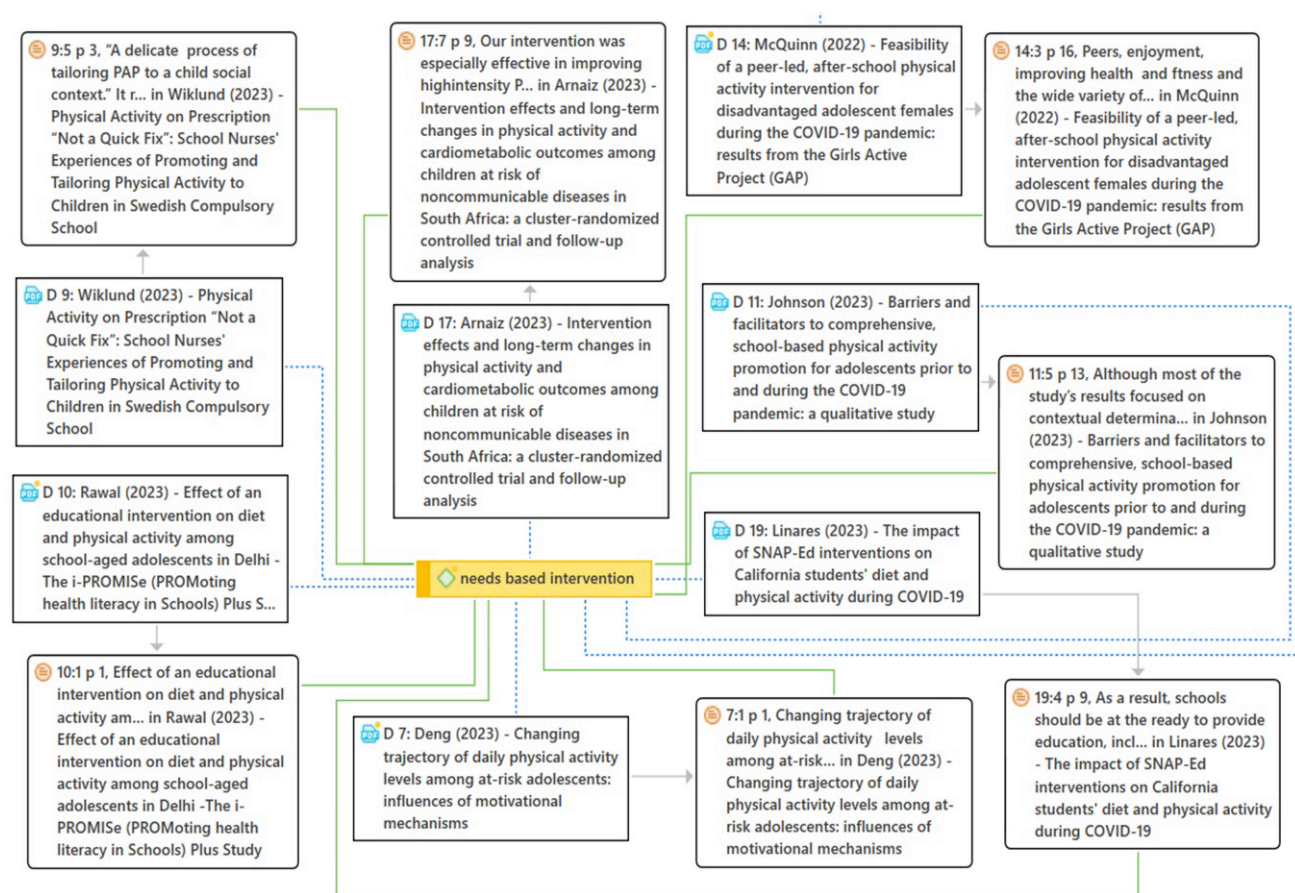 9:5 p 3, "A delicate process of
tailoring PAP to a child social
context." It r... in Wiklund (2023) -
Physical Activity on Prescription
"Not a Quick Fix": School Nurses'
Experiences of Promoting and
Tailoring Physical Activity to
Children in Swedish Compulsory
School
17:7 p 9, Our intervention was
especially effective in improving
highintensity P... in Arnaiz (2023) -
Intervention effects and long-term
changes in physical activity and
cardiometabolic outcomes among
children at risk of
noncommunicable diseases in
South Africa: a cluster-randomized
controlled trial and follow-up
analysis
D 14: McQuinn (2022) - Feasibility
of a peer-led, after-school physical
activity intervention for
disadvantaged adolescent females
during the COVID-19 pandemic:
results from the Girls Active
Project (GAP)
14:3 p 16, Peers, enjoyment,
improving health and ftness and
the wide variety of... in McQuinn
(2022) - Feasibility of a peer-led,
after-school physical activity
intervention for disadvantaged
adolescent females during the
COVID-19 pandemic: results from
the Girls Active Project (GAP)
D 9: Wiklund (2023) - Physical
Activity on Prescription "Not a
Quick Fix": School Nurses'
Experiences of Promoting and
Tailoring Physical Activity to
Children in Swedish Compulsory
School
D 17: Arnaiz (2023) - Intervention
effects and long-term changes in
physical activity and
cardiometabolic outcomes among
children at risk of
noncommunicable diseases in
South Africa: a cluster-randomized
controlled trial and follow-up
analysis
D 11: Johnson (2023) - Barriers and
facilitators to comprehensive,
school-based physical activity
promotion for adolescents prior to
and during the COVID-19
pandemic: a qualitative study
11:5 p 13, Although most of the
study's results focused on
contextual determina... in Johnson
(2023) - Barriers and facilitators to
comprehensive, school-based
physical activity promotion for
adolescents prior to and during
the COVID-19 pandemic: a
qualitative study
D 10: Rawal (2023) - Effect of an
educational intervention on diet
and physical activity among
school-aged adolescents in Delhi -
The i-PROMISe (PROMoting
health literacy in Schools) Plus S...
D 19: Linares (2023) - The impact
of SNAP-Ed interventions on
California students' diet and
physical activity during COVID-19
needs based intervention
10:1 p 1, Effect of an educational
intervention on diet and physical
activity am... in Rawal (2023) -
Effect of an educational
intervention on diet and physical
activity among school-aged
adolescents in Delhi -The i-
PROMISe (PROMoting health
literacy in Schools) Plus Study
D 7: Deng (2023) - Changing
trajectory of daily physical activity
levels among at-risk adolescents:
influences of motivational
mechanisms
7:1 p 1, Changing trajectory of
daily physical activity levels
among at-risk... in Deng (2023) -
Changing trajectory of daily
physical activity levels among at-
risk adolescents: influences of
motivational mechanisms
19:4 p 9, As a result, schools
should be at the ready to provide
education, incl... in Linares (2023)
- The impact of SNAP-Ed
interventions on California
students' diet and physical activity
during COVID-19